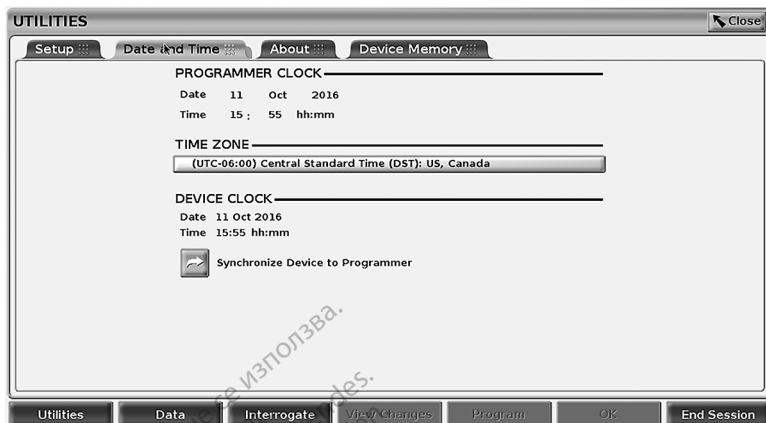 UTILITIES
Close
Setup Date and Time About Device Memory
PROGRAMMER CLOCK
Date 11 Oct 2016
Time 15 : 55 hh:mm
TIME ZONE
(UTC-06:00) Central Standard Time (DST): US, Canada
DEVICE CLOCK
Date 11 Oct 2016
Time 15:55 hh:mm
Synchronize Device to Programmer
се използва.
Utilities Data Interrogate View Changes Program OK End Session